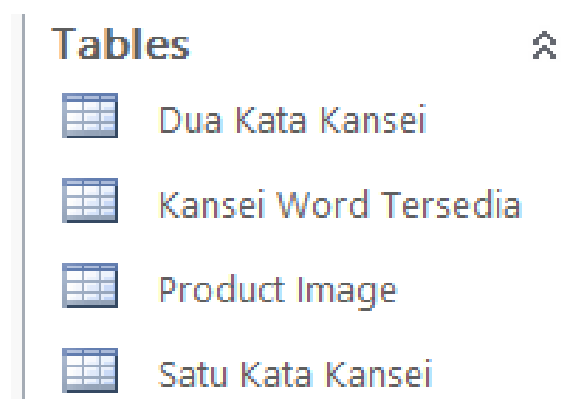 Tables
Dua Kata Kansei
Kansei Word Tersedia
Product Image
Satu Kata Kansei